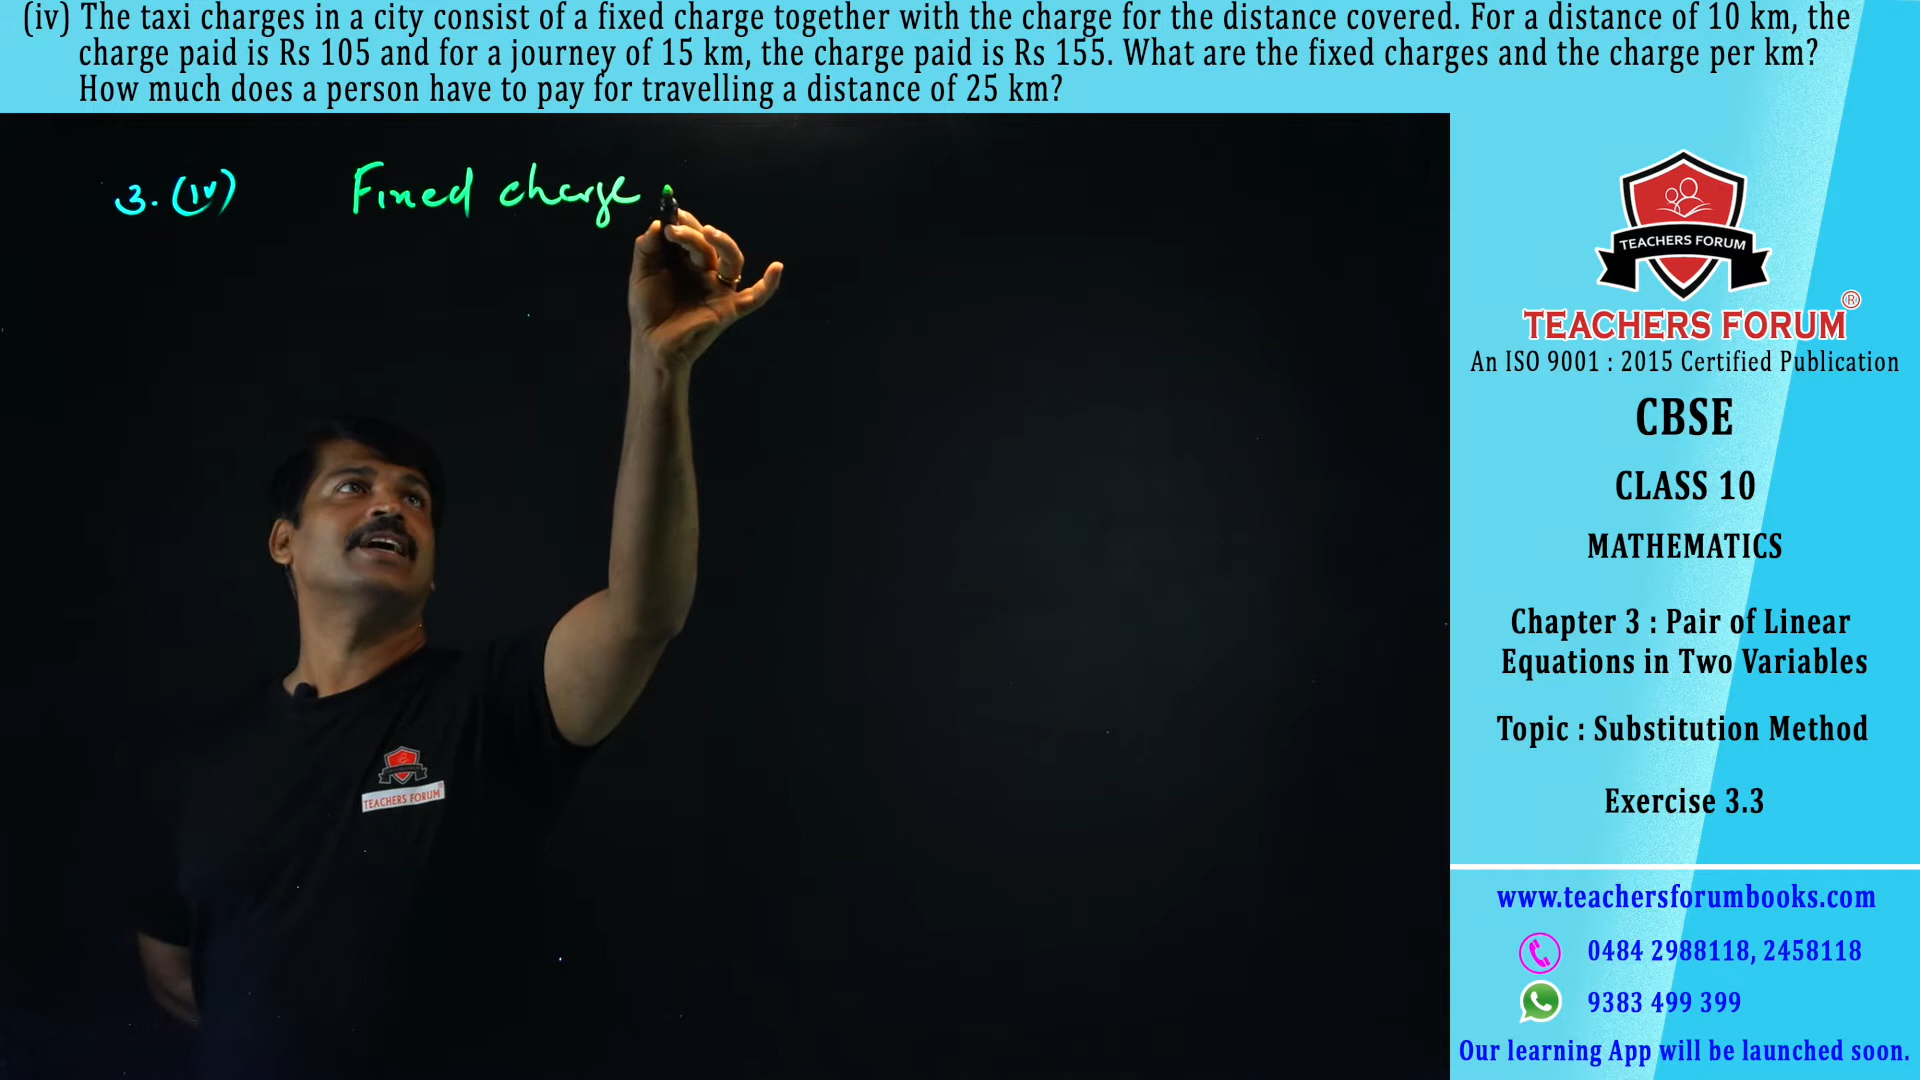 (iv) The taxi charges in a city consist of a fixed charge together with the charge for the distance covered. For a distance of 10 km, the
charge paid is Rs 105 and for a journey of 15 km, the charge paid is Rs 155. What are the fixed charges and the charge per km?
How much does a person have to pay for travelling a distance of 25 km?
3. (iv) Fixed charge
TEACHERS FORUM
TEACHERS FORUM
TEACHERS FORUM®
An ISO 9001 : 2015 Certified Publication
CBSE
CLASS 10
MATHEMATICS
Chapter 3 : Pair of Linear
Equations in Two Variables
Topic : Substitution Method
Exercise 3.3
www.teachersforumbooks.com
0484 2988118, 2458118
9383 499 399
Our learning App will be launched soon.